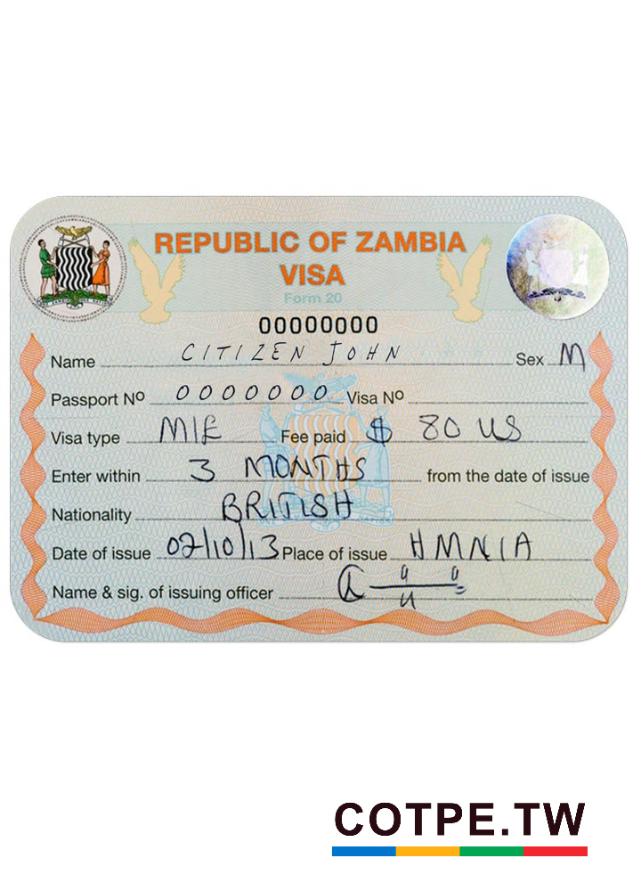 REPUBLIC OF ZAMBIA
VISA
Form 20
00000000
Name CITIZEN JOHN Sex M
Passport Nº 0000000 Visa Nº
Visa type MIE Fee paid $ 80 US
Enter within 3 MONTHS from the date of issue
Nationality BRITISH
Date of issue 02/10/13 Place of issue HMNIA
Name & sig. of issuing officer
COTPE.TW